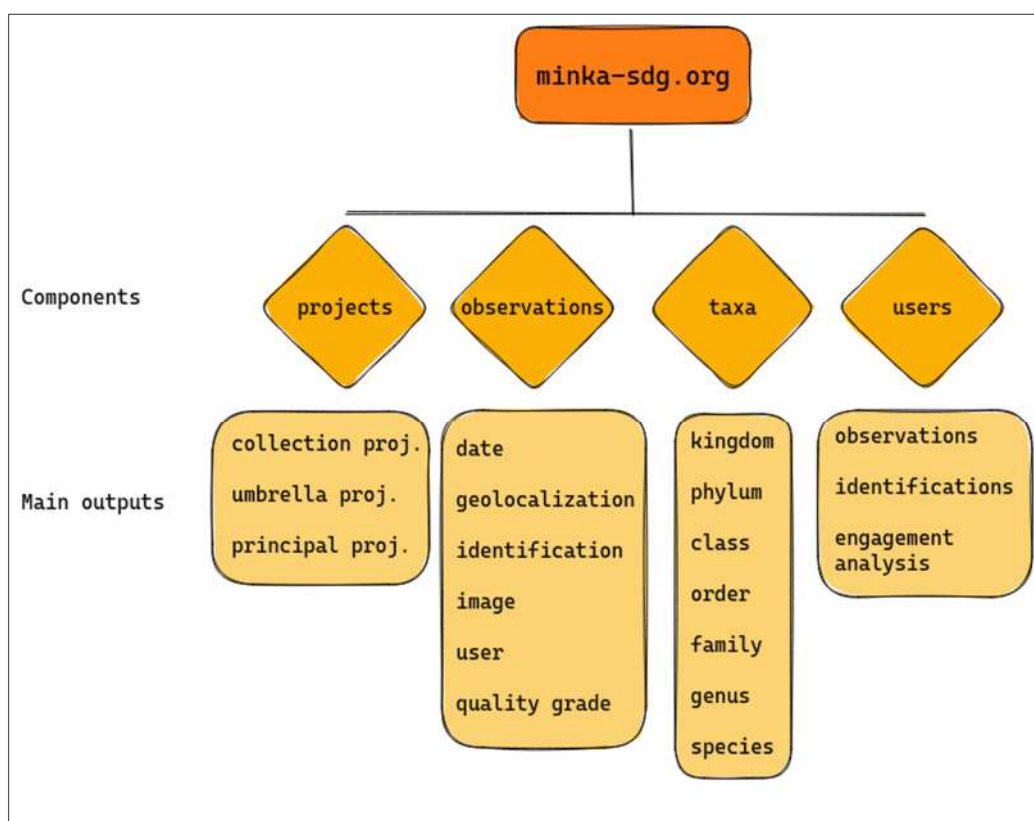 minka-sdg.org
Components
projects
observations
taxa
users
Main outputs
collection proj.
umbrella proj.
principal proj.
date
geolocalization
identification
image
user
quality grade
kingdom
phylum
class
order
family
genus
species
observations
identifications
engagement
analysis